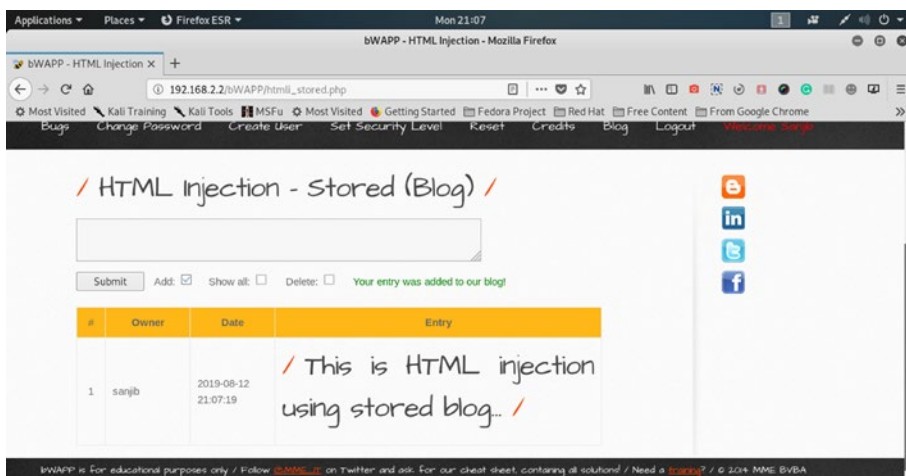 Applications Places Firefox ESR Mon 21:07 1
bWAPP - HTML Injection - Mozilla Firefox
bWAPP - HTML Injection × +
192.168.2.2/bWAPP/htmli_stored.php
Most Visited Kali Training Kali Tools MSFu Most Visited Getting Started Fedora Project Red Hat Free Content From Google Chrome »
Bugs Change Password Create User Set Security Level Reset Credits Blog Logout Welcome Sanjib
/ HTML Injection - Stored (Blog) /
Submit Add: Show all: Delete: Your entry was added to our blog!
# Owner Date Entry
1 sanjib 2019-08-12
21:07:19
/ This is HTML injection
using stored blog... /
bWAPP is for educational purposes only / Follow @MME_IT on Twitter and ask for our cheat sheet, containing all solutions! / Need a training? / © 2014 MME BVBA